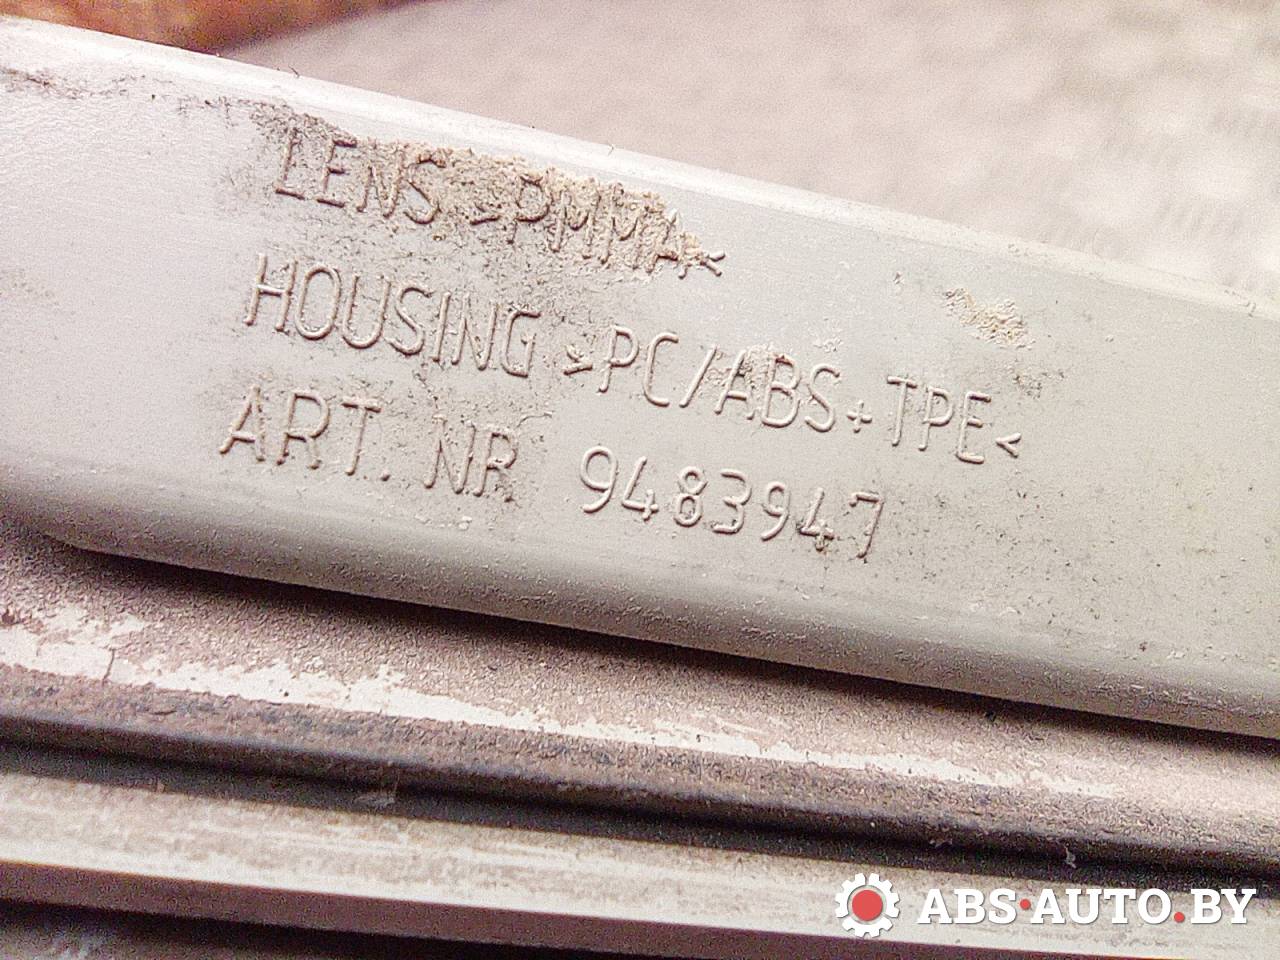 LENS >PMMA<
HOUSING >PC/ABS+TPE<
ART. NR 9483947
ABS·AUTO.BY